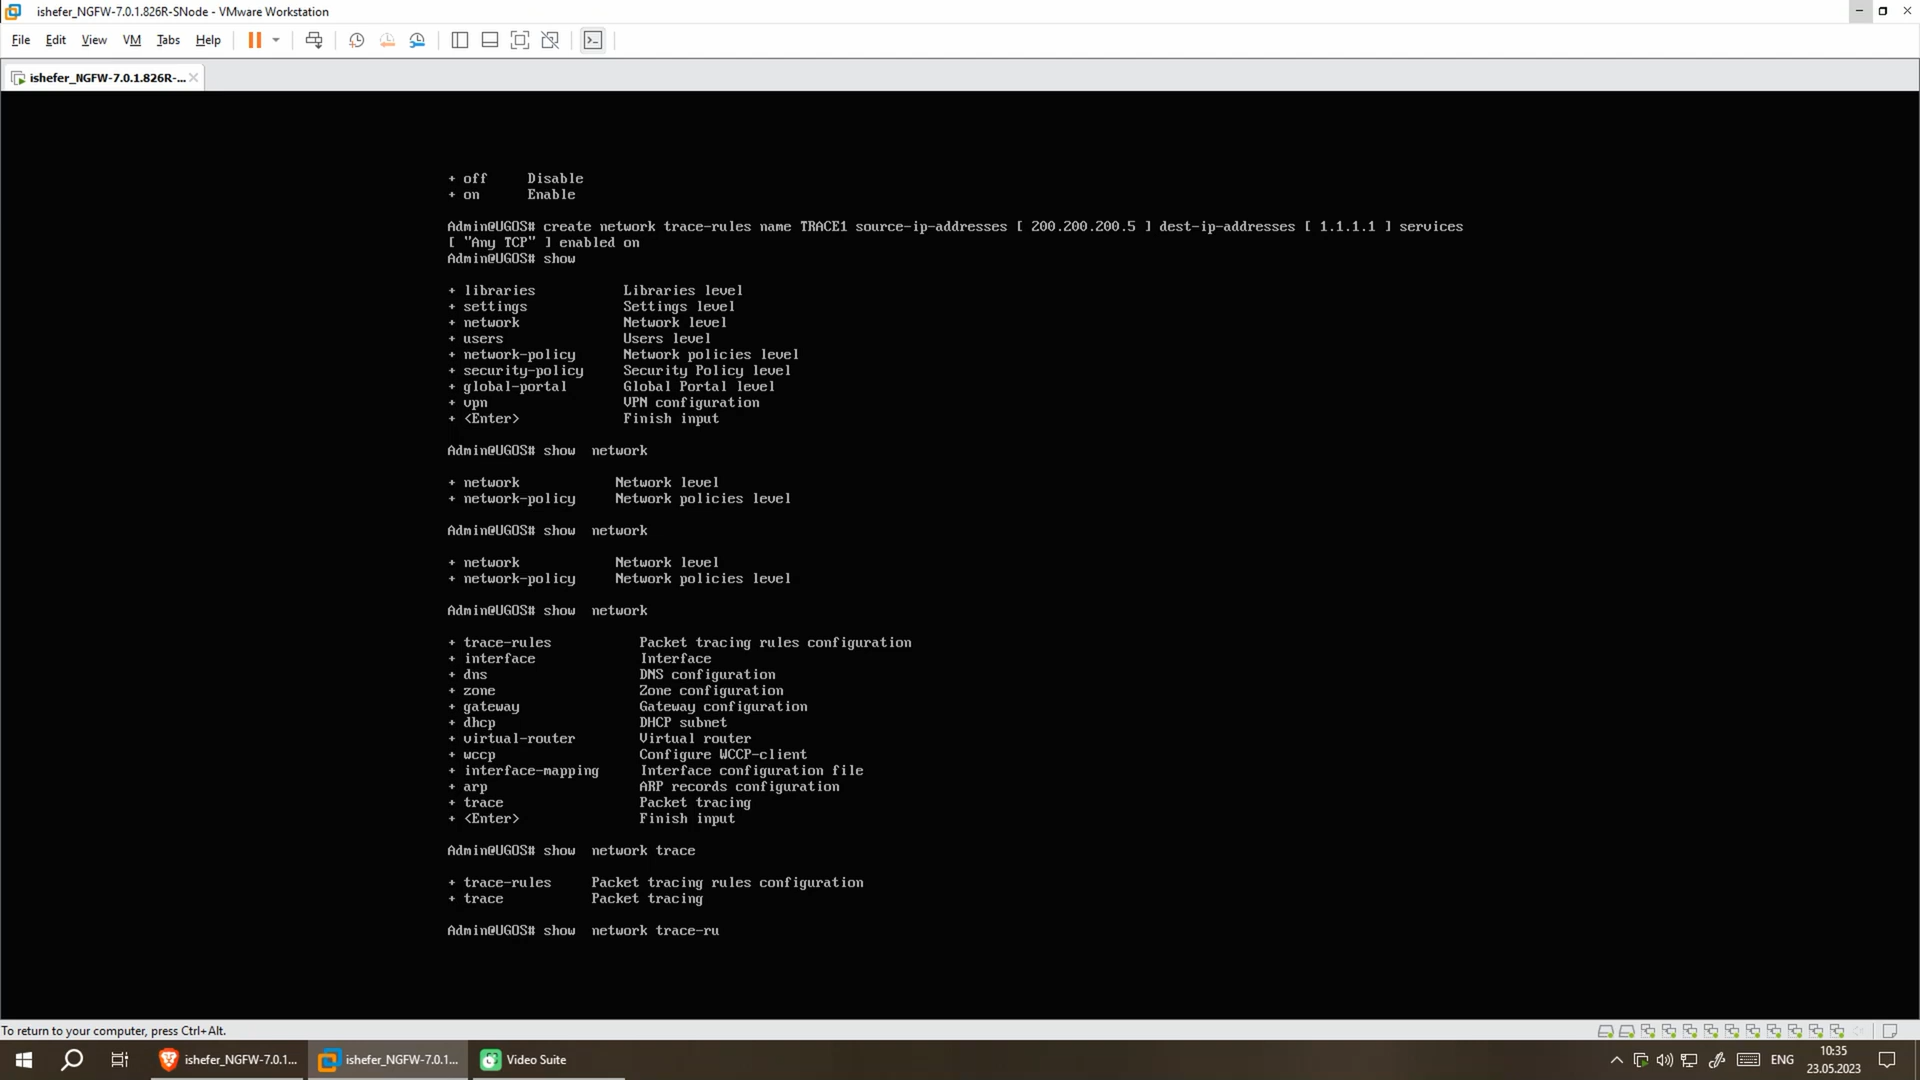 ishefer_NGFW-7.0.1.826R-SNode - VMware Workstation
File Edit View VM Tabs Help
ishefer_NGFW-7.0.1.826R-...
+ off Disable
+ on Enable
Admin@UGOS# create network trace-rules name TRACE1 source-ip-addresses [ 200.200.200.5 ] dest-ip-addresses [ 1.1.1.1 ] services
[ "Any TCP" ] enabled on
Admin@UGOS# show
+ libraries Libraries level
+ settings Settings level
+ network Network level
+ users Users level
+ network-policy Network policies level
+ security-policy Security Policy level
+ global-portal Global Portal level
+ vpn VPN configuration
+ <Enter> Finish input
Admin@UGOS# show  network
+ network Network level
+ network-policy Network policies level
Admin@UGOS# show  network
+ network Network level
+ network-policy Network policies level
Admin@UGOS# show  network
+ trace-rules Packet tracing rules configuration
+ interface Interface
+ dns DNS configuration
+ zone Zone configuration
+ gateway Gateway configuration
+ dhcp DHCP subnet
+ virtual-router Virtual router
+ wccp Configure WCCP-client
+ interface-mapping Interface configuration file
+ arp ARP records configuration
+ trace Packet tracing
+ <Enter> Finish input
Admin@UGOS# show  network trace
+ trace-rules Packet tracing rules configuration
+ trace Packet tracing
Admin@UGOS# show  network trace-ru
To return to your computer, press Ctrl+Alt.
ishefer_NGFW-7.0.1... ishefer_NGFW-7.0.1... Video Suite ENG 10:35
23.05.2023